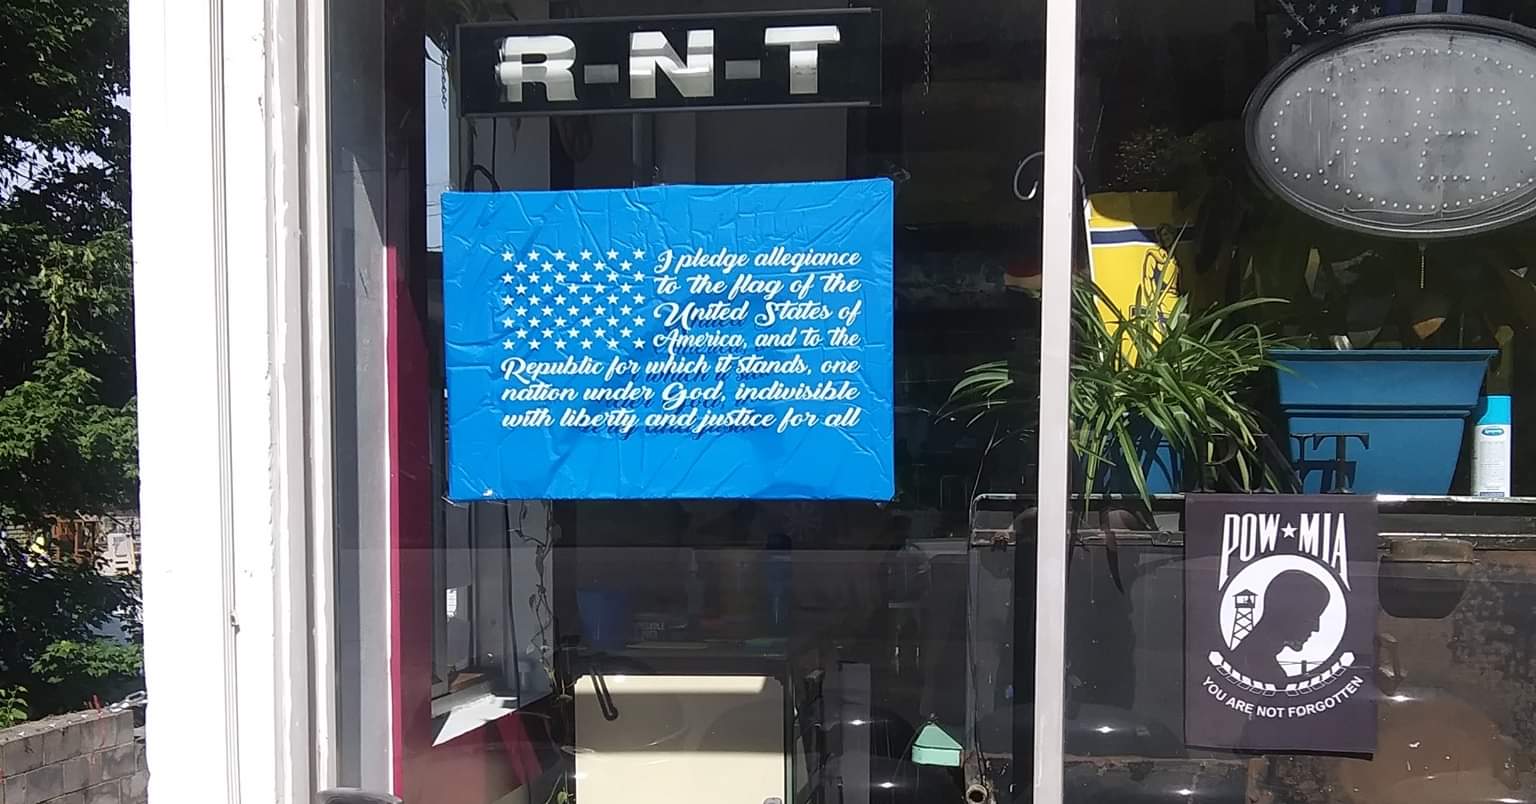 R-N-T
I pledge allegiance
to the flag of the
United States of
America, and to the
Republic for which it stands, one
nation under God, indivisible
with liberty and justice for all
POW★MIA
YOU ARE NOT FORGOTTEN